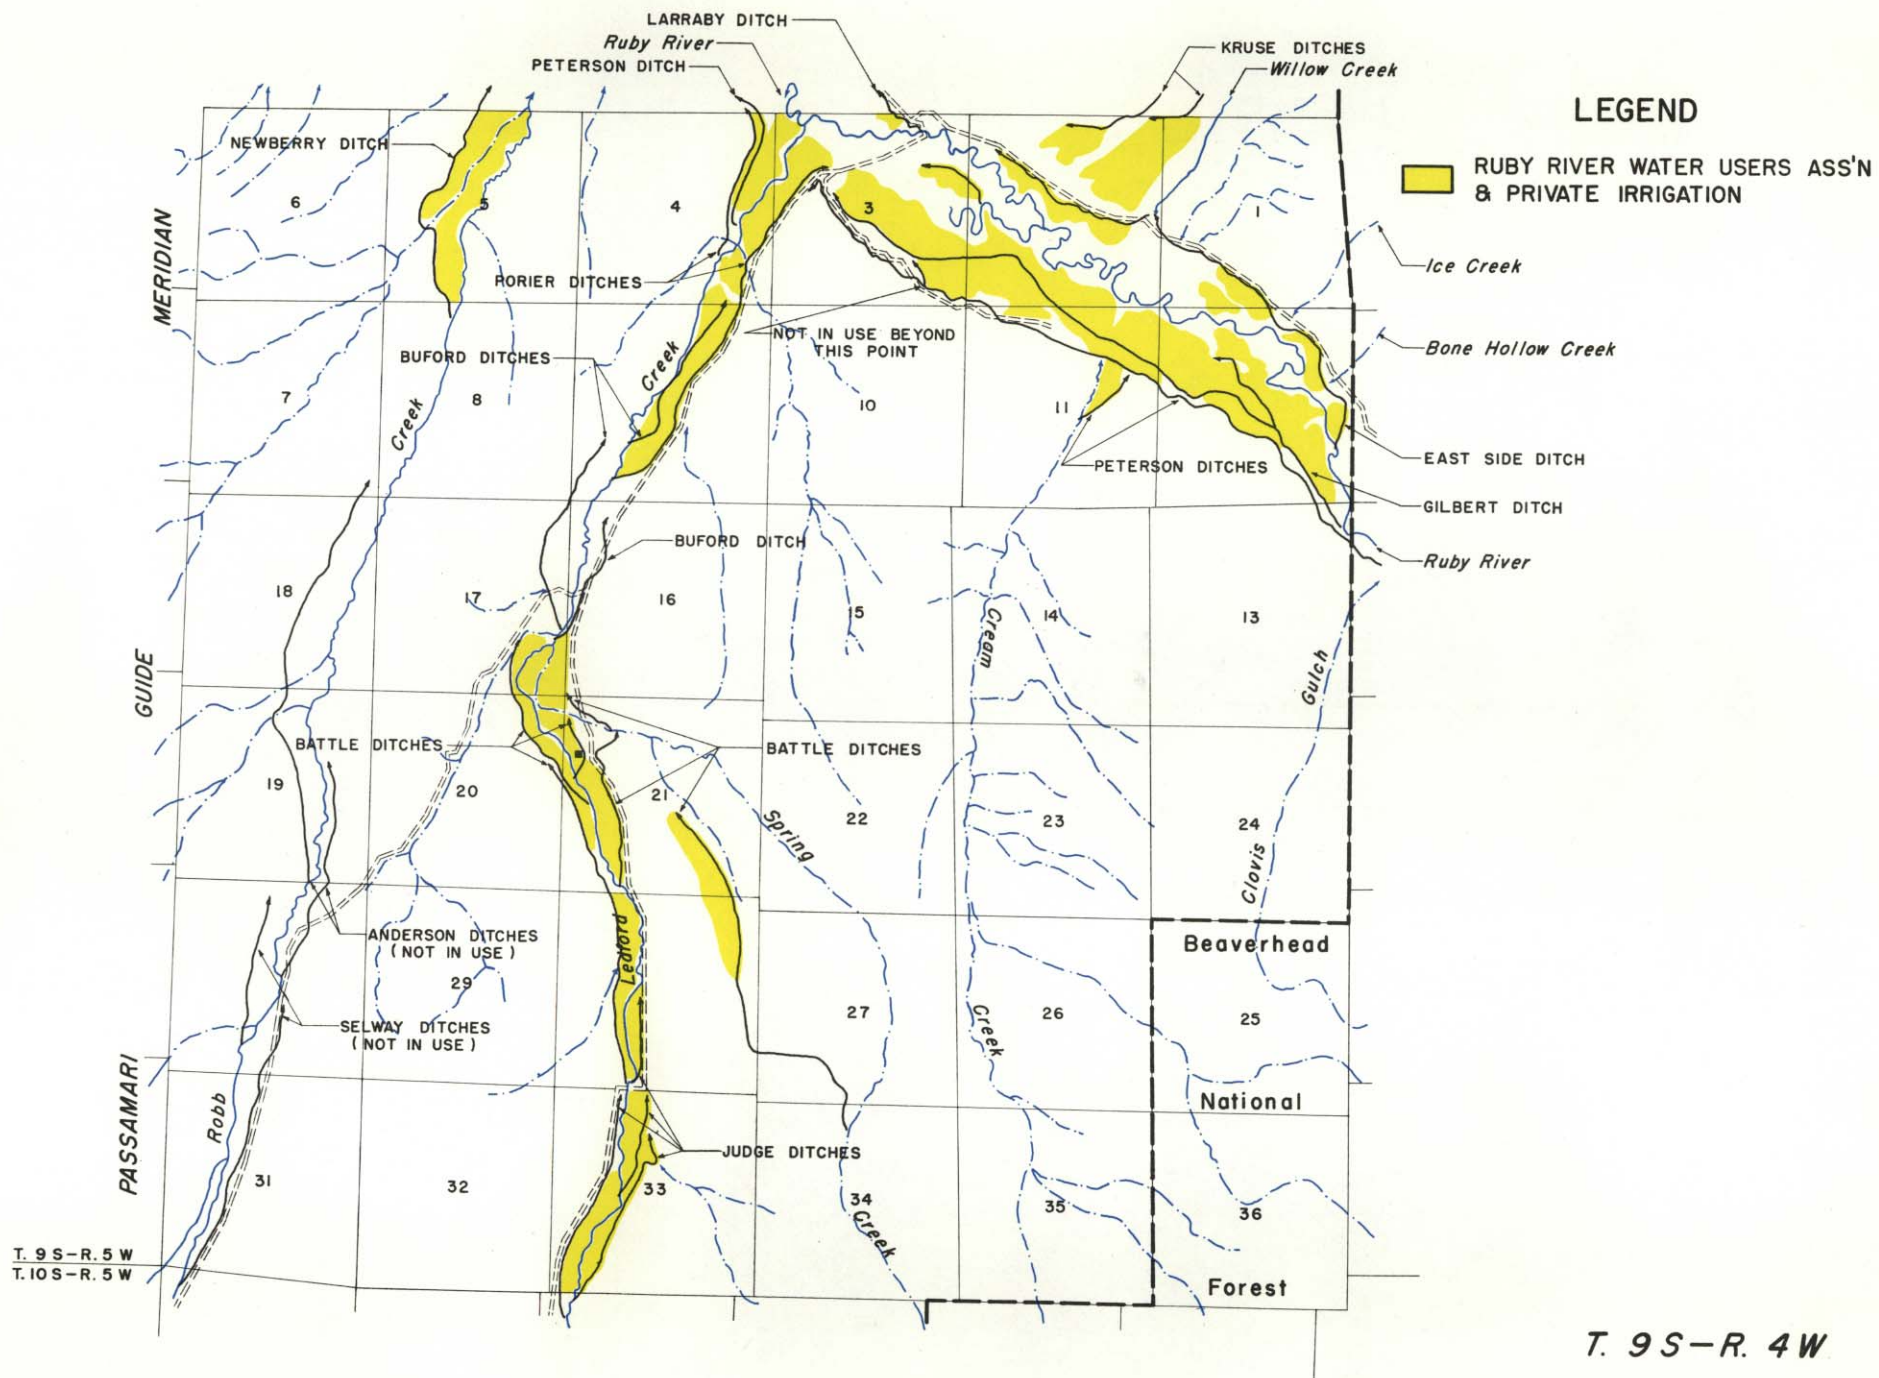 LARRABY DITCH
Ruby River
PETERSON DITCH
KRUSE DITCHES
Willow Creek
LEGEND
RUBY RIVER WATER USERS ASS'N
& PRIVATE IRRIGATION
NEWBERRY DITCH
6
5
4
3
1
MERIDIAN
PORIER DITCHES
Ice Creek
NOT IN USE BEYOND
THIS POINT
BUFORD DITCHES
Creek
Bone Hollow Creek
7
8
10
11
Creek
PETERSON DITCHES
EAST SIDE DITCH
GILBERT DITCH
BUFORD DITCH
Ruby River
18
17
16
15
14
13
Cream
GUIDE
Gulch
BATTLE DITCHES
BATTLE DITCHES
19
20
21
22
23
24
Spring
Clovis
ANDERSON DITCHES
(NOT IN USE)
Ledford
Beaverhead
29
27
26
25
SELWAY DITCHES
(NOT IN USE)
Creek
PASSAMARI
Robb
National
JUDGE DITCHES
31
32
33
34
35
36
Creek
T. 9 S-R. 5 W
T. 10 S-R. 5 W
Forest
T. 9 S-R. 4 W